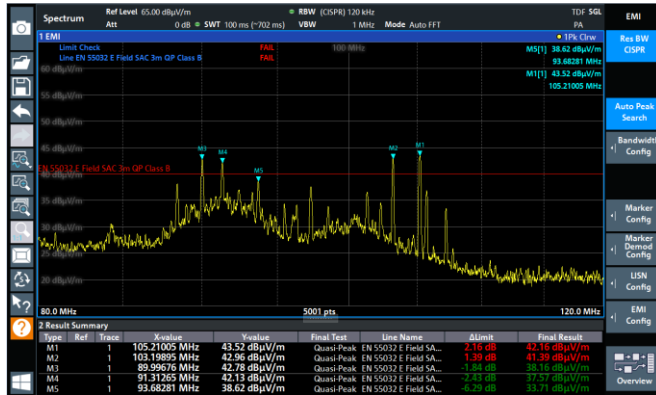 Spectrum Ref Level 65.00 dBµV/m RBW (CISPR) 120 kHz TDF SGL
Att 0 dB SWT 100 ms (~702 ms) VBW 1 MHz Mode Auto FFT PA
1 EMI 1Pk Clrw
Limit Check FAIL 100 MHz M5[1] 38.62 dBµV/m
Line EN 55032 E Field SAC 3m QP Class B FAIL 93.68281 MHz
60 dBµV/m M1[1] 43.52 dBµV/m
105.21005 MHz
50 dBµV/m
M3 M4 M5 M2 M1
EN 55032 E Field SAC 3m QP Class B
40 dBµV/m
35 dBµV/m
30 dBµV/m
25 dBµV/m
20 dBµV/m
80.0 MHz 5001 pts 120.0 MHz
2 Result Summary
Type Ref Trace X-value Y-value Final Test Line Name ΔLimit Final Result
M1 1 105.21005 MHz 43.52 dBµV/m Quasi-Peak EN 55032 E Field SA... 2.16 dB 42.16 dBµV/m
M2 1 103.19895 MHz 42.96 dBµV/m Quasi-Peak EN 55032 E Field SA... 1.39 dB 41.39 dBµV/m
M3 1 89.99676 MHz 42.78 dBµV/m Quasi-Peak EN 55032 E Field SA... -1.84 dB 38.16 dBµV/m
M4 1 91.31265 MHz 42.13 dBµV/m Quasi-Peak EN 55032 E Field SA... -2.43 dB 37.57 dBµV/m
M5 1 93.68281 MHz 38.62 dBµV/m Quasi-Peak EN 55032 E Field SA... -6.29 dB 33.71 dBµV/m
EMI
Res BW
CISPR
Auto Peak
Search
Bandwidth
Config
Marker
Config
Marker
Demod
Config
LISN
Config
EMI
Config
Overview